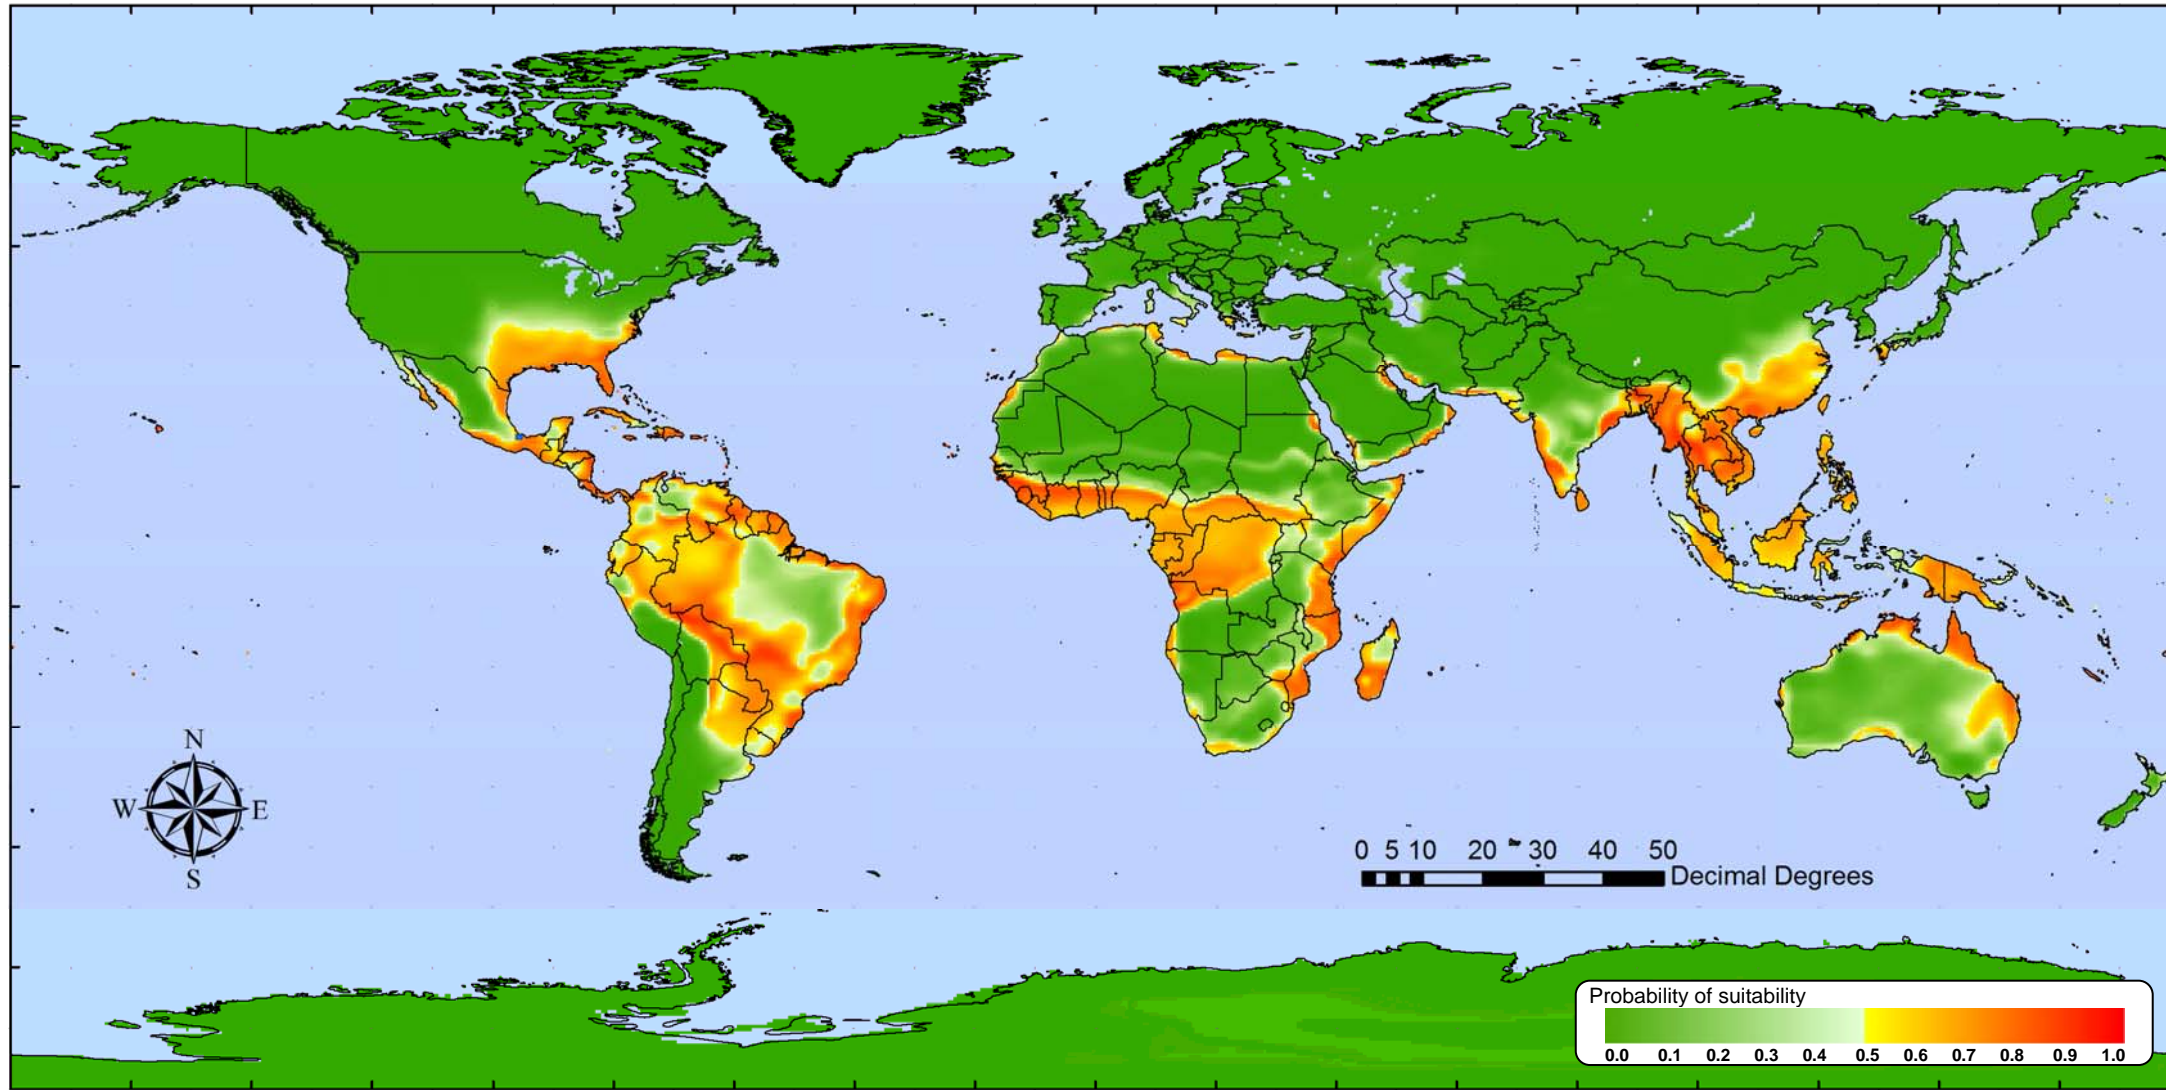 N
W E
S
0 5 10 20 30 40 50
Decimal Degrees
Probability of suitability
0.0 0.1 0.2 0.3 0.4 0.5 0.6 0.7 0.8 0.9 1.0